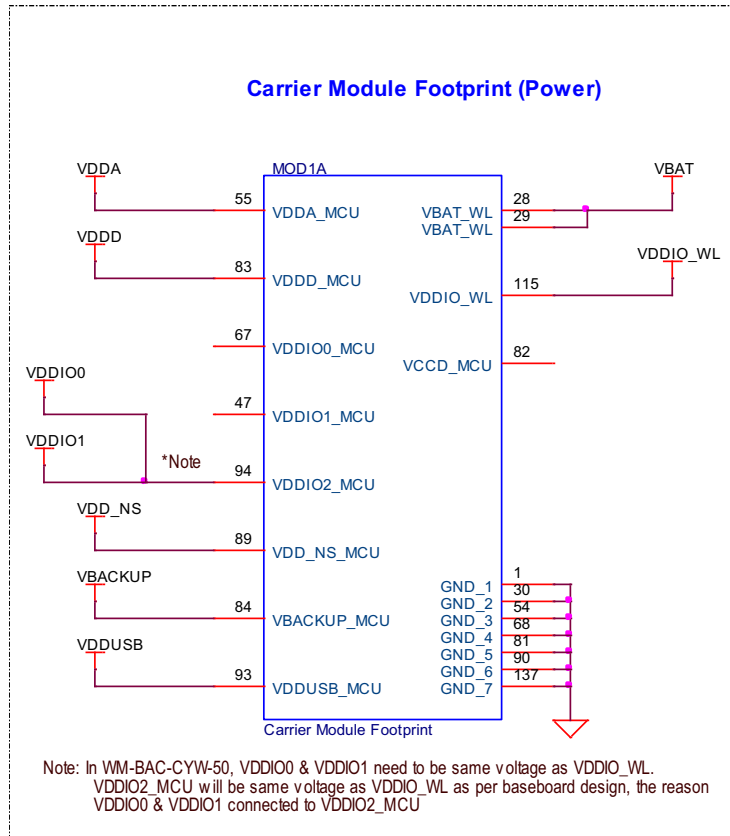 Carrier Module Footprint (Power)
MOD1A
VDDA
55 VDDA_MCU
VDDD
83 VDDD_MCU
67 VDDIO0_MCU
VDDIO0
47 VDDIO1_MCU
VDDIO1
*Note
94 VDDIO2_MCU
VDD_NS
89 VDD_NS_MCU
VBACKUP
84 VBACKUP_MCU
VDDUSB
93 VDDUSB_MCU
VBAT
VBAT_WL 28
VBAT_WL 29
VDDIO_WL
VDDIO_WL 115
VCCD_MCU 82
GND_1 1
GND_2 30
GND_3 54
GND_4 68
GND_5 81
GND_6 90
GND_7 137
Carrier Module Footprint
Note: In WM-BAC-CYW-50, VDDIO0 & VDDIO1 need to be same voltage as VDDIO_WL.
VDDIO2_MCU will be same voltage as VDDIO_WL as per baseboard design, the reason
VDDIO0 & VDDIO1 connected to VDDIO2_MCU